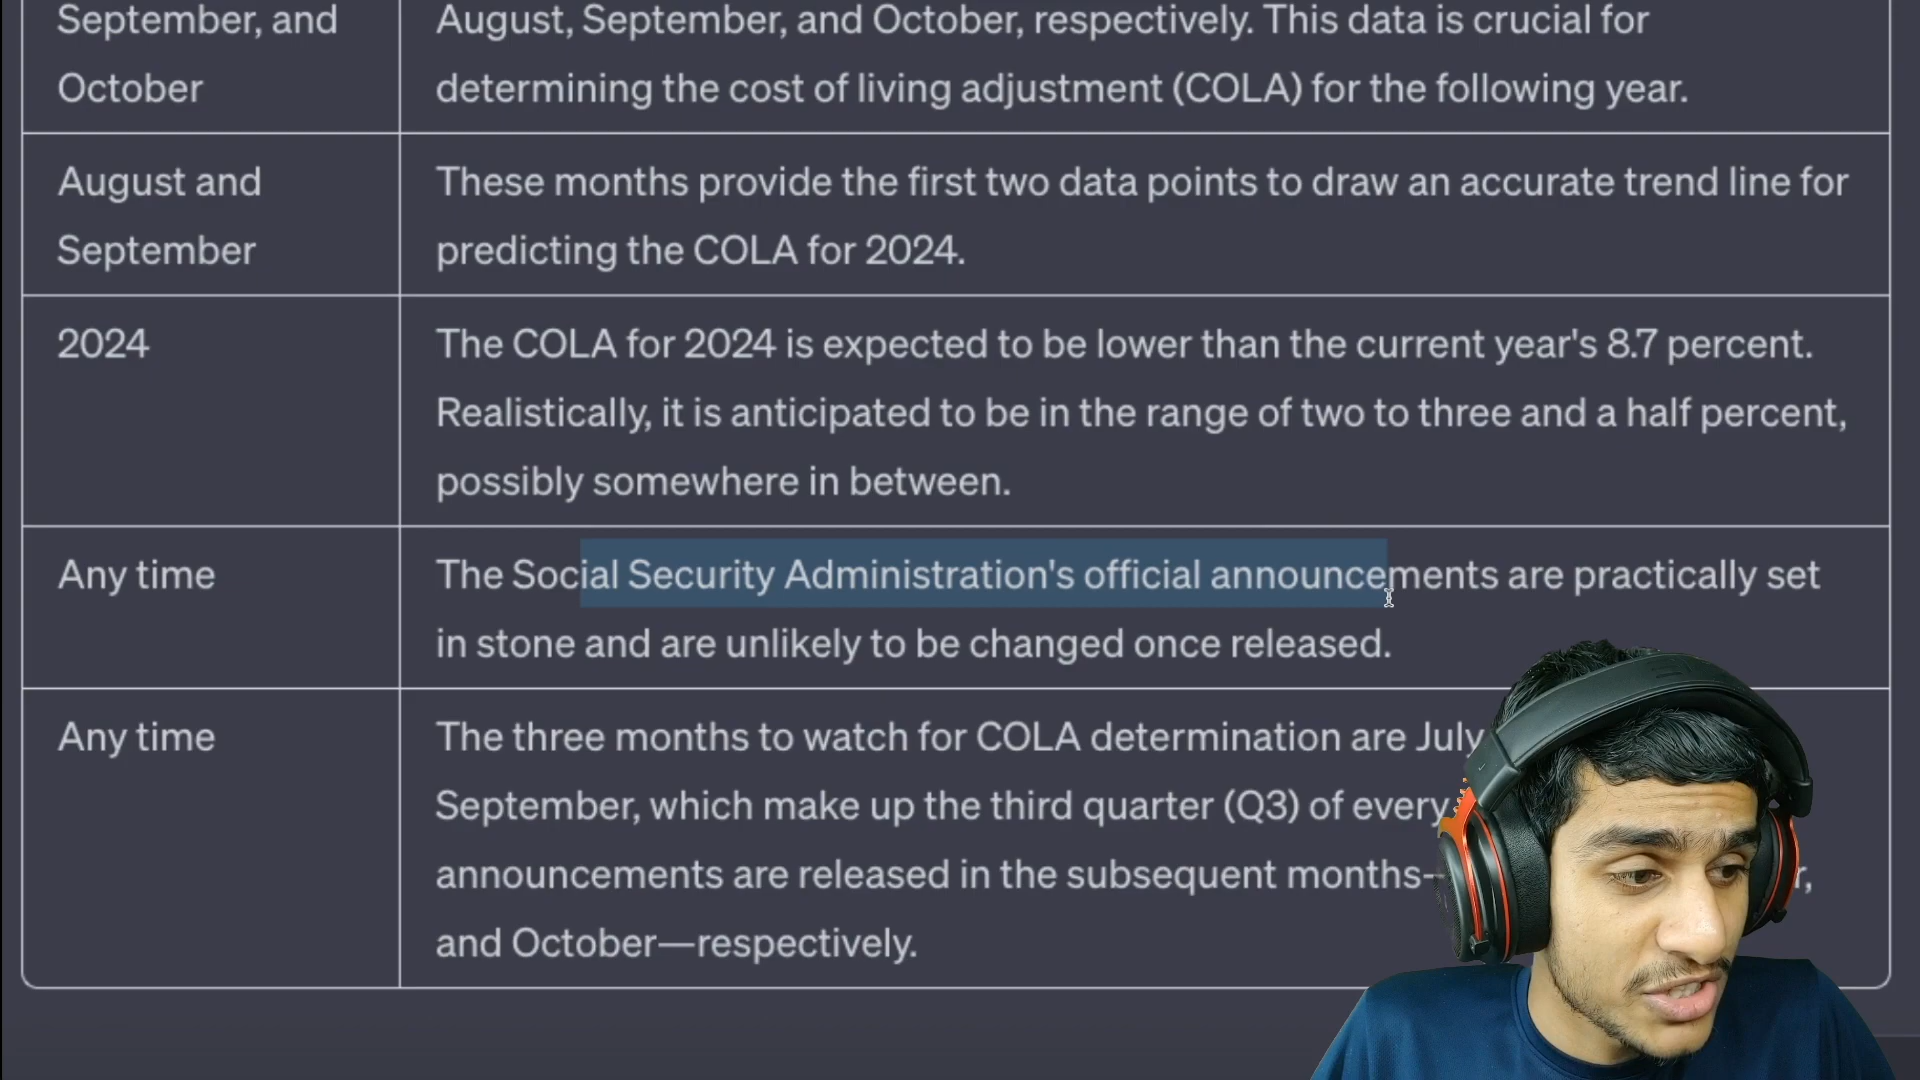 September, and
October
August, September, and October, respectively. This data is crucial for
determining the cost of living adjustment (COLA) for the following year.
August and
September
These months provide the first two data points to draw an accurate trend line for
predicting the COLA for 2024.
2024
The COLA for 2024 is expected to be lower than the current year's 8.7 percent.
Realistically, it is anticipated to be in the range of two to three and a half percent,
possibly somewhere in between.
Any time
The Social Security Administration's official announcements are practically set
in stone and are unlikely to be changed once released.
Any time
The three months to watch for COLA determination are July
September, which make up the third quarter (Q3) of every
announcements are released in the subsequent months—
and October—respectively.